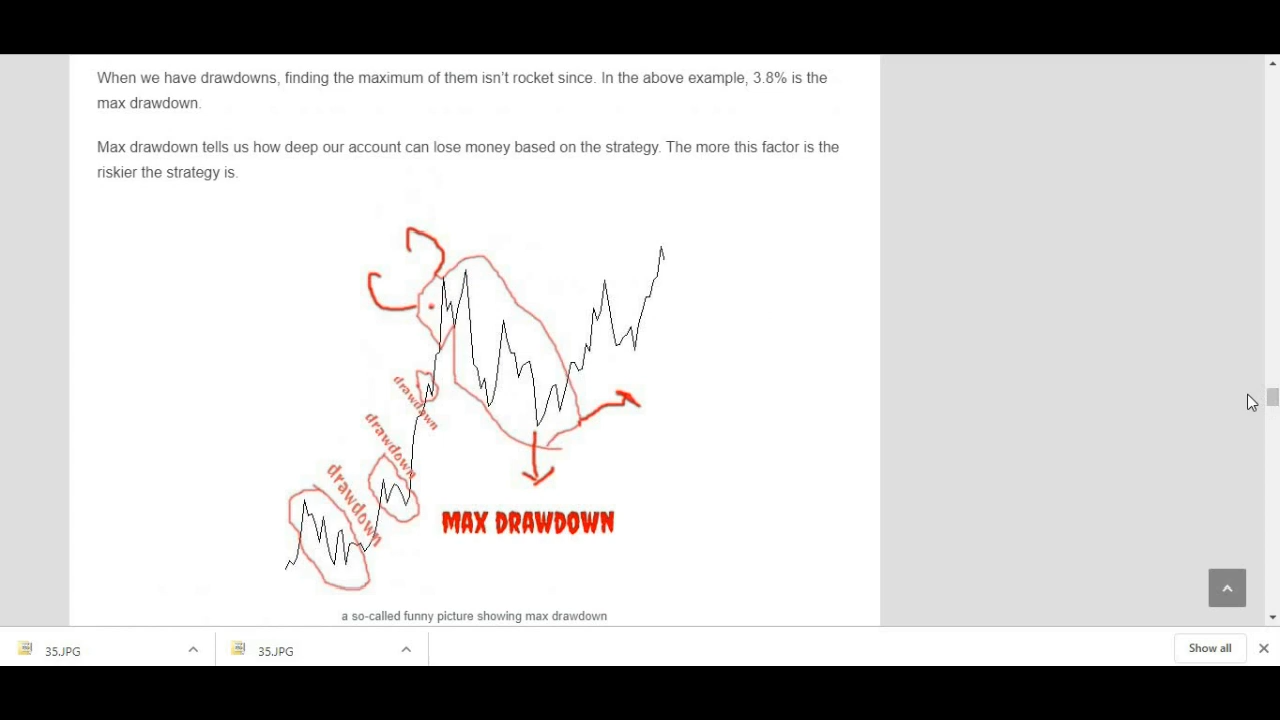 When we have drawdowns, finding the maximum of them isn’t rocket since. In the above example, 3.8% is the
max drawdown.
Max drawdown tells us how deep our account can lose money based on the strategy. The more this factor is the
riskier the strategy is.
drawdown
drawdown
drawdown
MAX DRAWDOWN
a so-called funny picture showing max drawdown
35.JPG
35.JPG
Show all